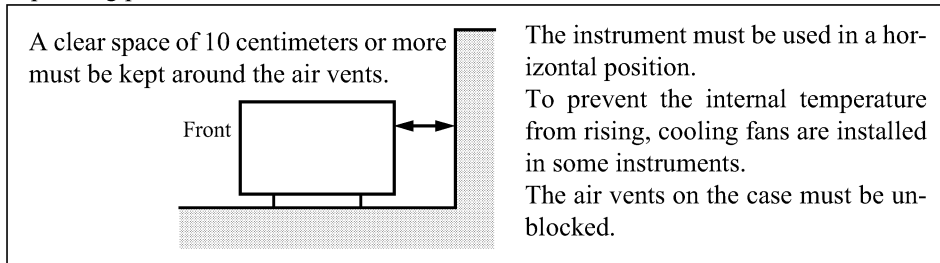 A clear space of 10 centimeters or more
must be kept around the air vents.
Front
The instrument must be used in a hor-
izontal position.
To prevent the internal temperature
from rising, cooling fans are installed
in some instruments.
The air vents on the case must be un-
blocked.